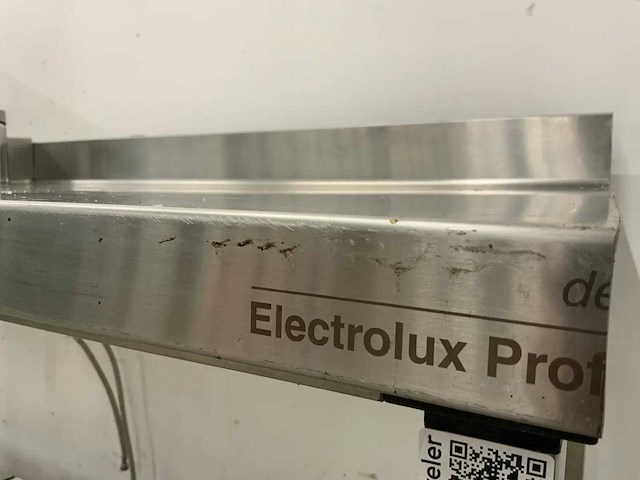 de
Electrolux Prof
eler